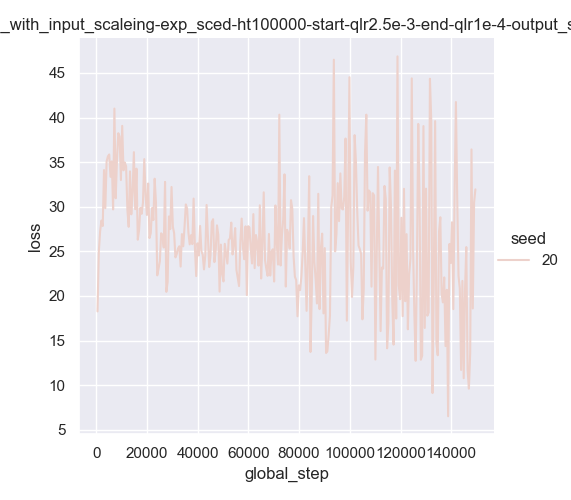 _with_input_scaleing-exp_sced-ht100000-start-qlr2.5e-3-end-qlr1e-4-output_s
45
40
35
30
25
20
15
10
5
loss
seed
20
0 20000 40000 60000 80000 100000 120000 140000
global_step